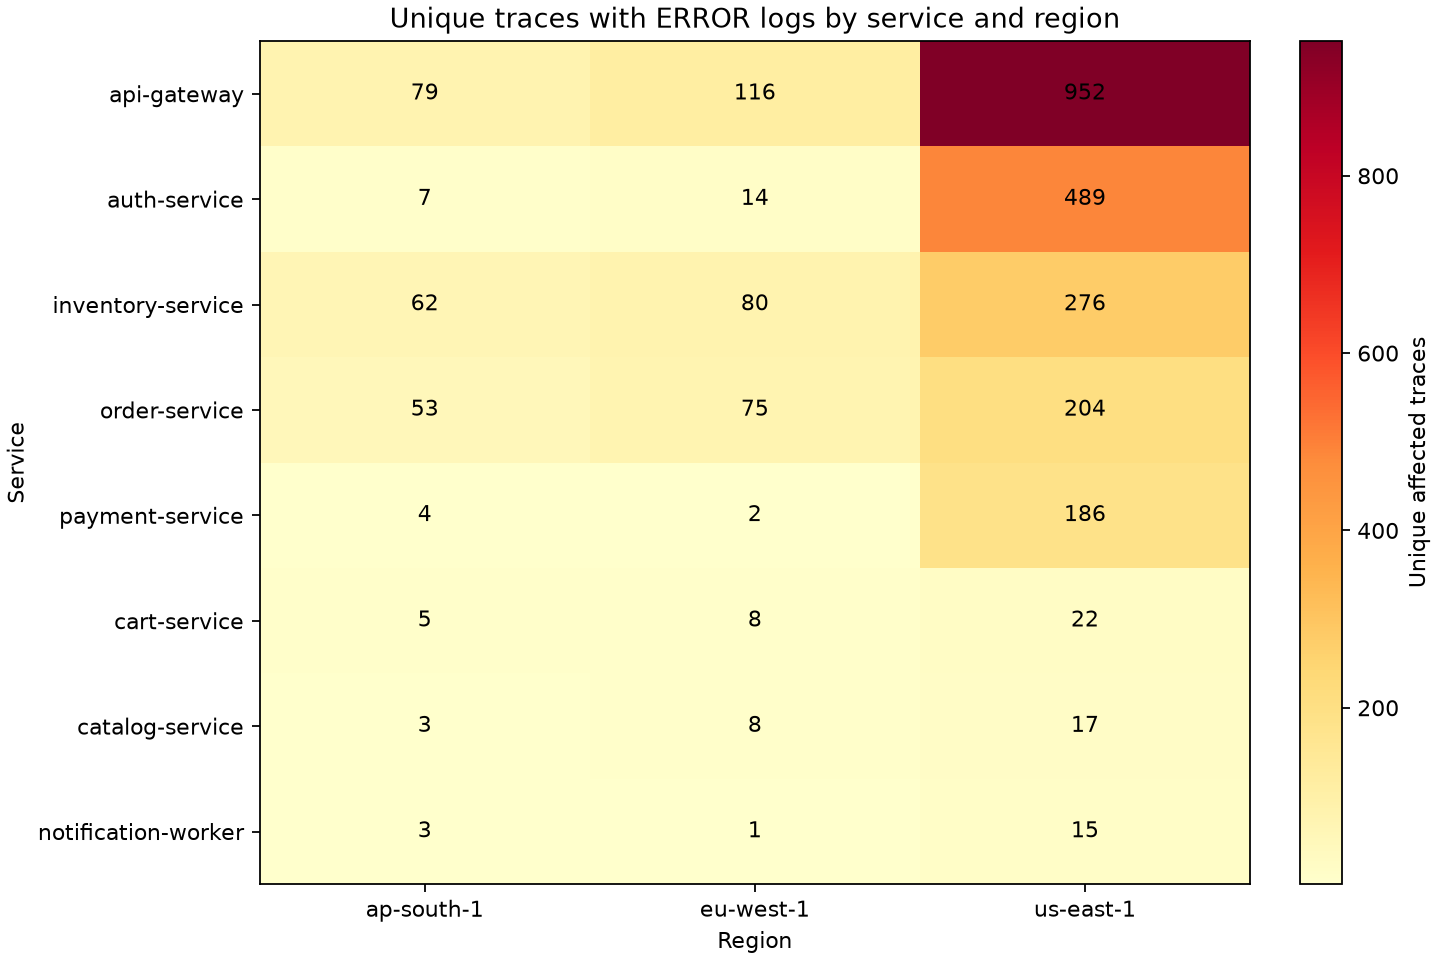 Unique traces with ERROR logs by service and region
Service
api-gateway 79 116 952
auth-service 7 14 489
inventory-service 62 80 276
order-service 53 75 204
payment-service 4 2 186
cart-service 5 8 22
catalog-service 3 8 17
notification-worker 3 1 15
ap-south-1 eu-west-1 us-east-1
Region
800
600
400
200
Unique affected traces